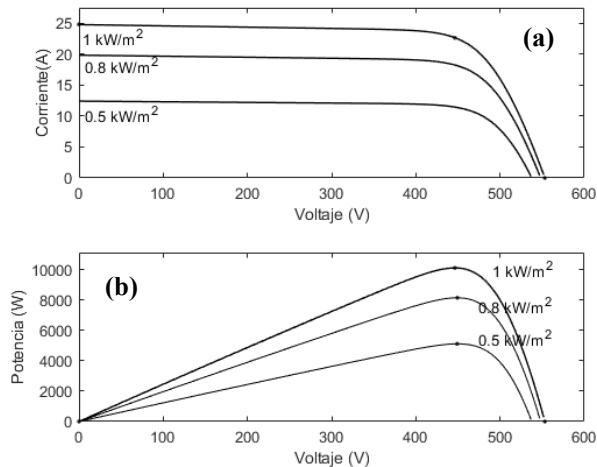 25
20
15
10
5
0
Corriente(A)
(a)
1 kW/m²
0.8 kW/m²
0.5 kW/m²
0 100 200 300 400 500 600
Voltaje (V)
10000
8000
6000
4000
2000
0
Potencia (W)
(b)
1 kW/m²
0.8 kW/m²
0.5 kW/m²
0 100 200 300 400 500 600
Voltaje (V)